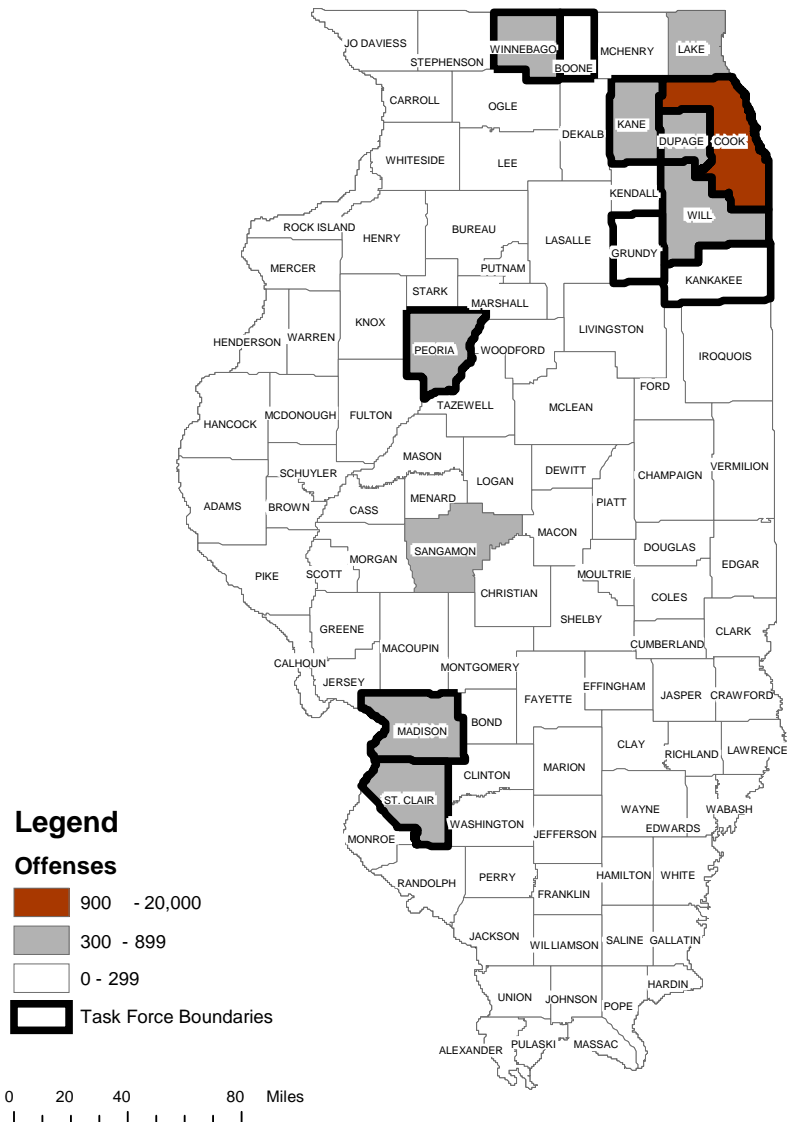 JO DAVIESS
STEPHENSON
WINNEBAGO
BOONE
MCHENRY
LAKE
CARROLL
OGLE
DEKALB
KANE
DUPAGE
COOK
WHITESIDE
LEE
KENDALL
WILL
ROCK ISLAND
HENRY
BUREAU
LASALLE
GRUNDY
MERCER
PUTNAM
KANKAKEE
STARK
MARSHALL
KNOX
LIVINGSTON
HENDERSON
WARREN
PEORIA
WOODFORD
IROQUOIS
FORD
TAZEWELL
MCLEAN
HANCOCK
MCDONOUGH
FULTON
MASON
SCHUYLER
LOGAN
DEWITT
CHAMPAIGN
VERMILION
ADAMS
BROWN
CASS
MENARD
PIATT
MACON
SANGAMON
DOUGLAS
MORGAN
EDGAR
PIKE
SCOTT
MOULTRIE
CHRISTIAN
COLES
SHELBY
GREENE
CLARK
MACOUPIN
CUMBERLAND
CALHOUN
MONTGOMERY
JERSEY
EFFINGHAM
FAYETTE
JASPER
CRAWFORD
BOND
MADISON
CLAY
RICHLAND
LAWRENCE
MARION
CLINTON
ST. CLAIR
WAYNE
WABASH
WASHINGTON
EDWARDS
JEFFERSON
MONROE
HAMILTON
WHITE
RANDOLPH
PERRY
FRANKLIN
JACKSON
WILLIAMSON
SALINE
GALLATIN
HARDIN
UNION
JOHNSON
POPE
ALEXANDER
PULASKI
MASSAC
Legend
Offenses
900 - 20,000
300 - 899
0 - 299
Task Force Boundaries
0 20 40 80 Miles